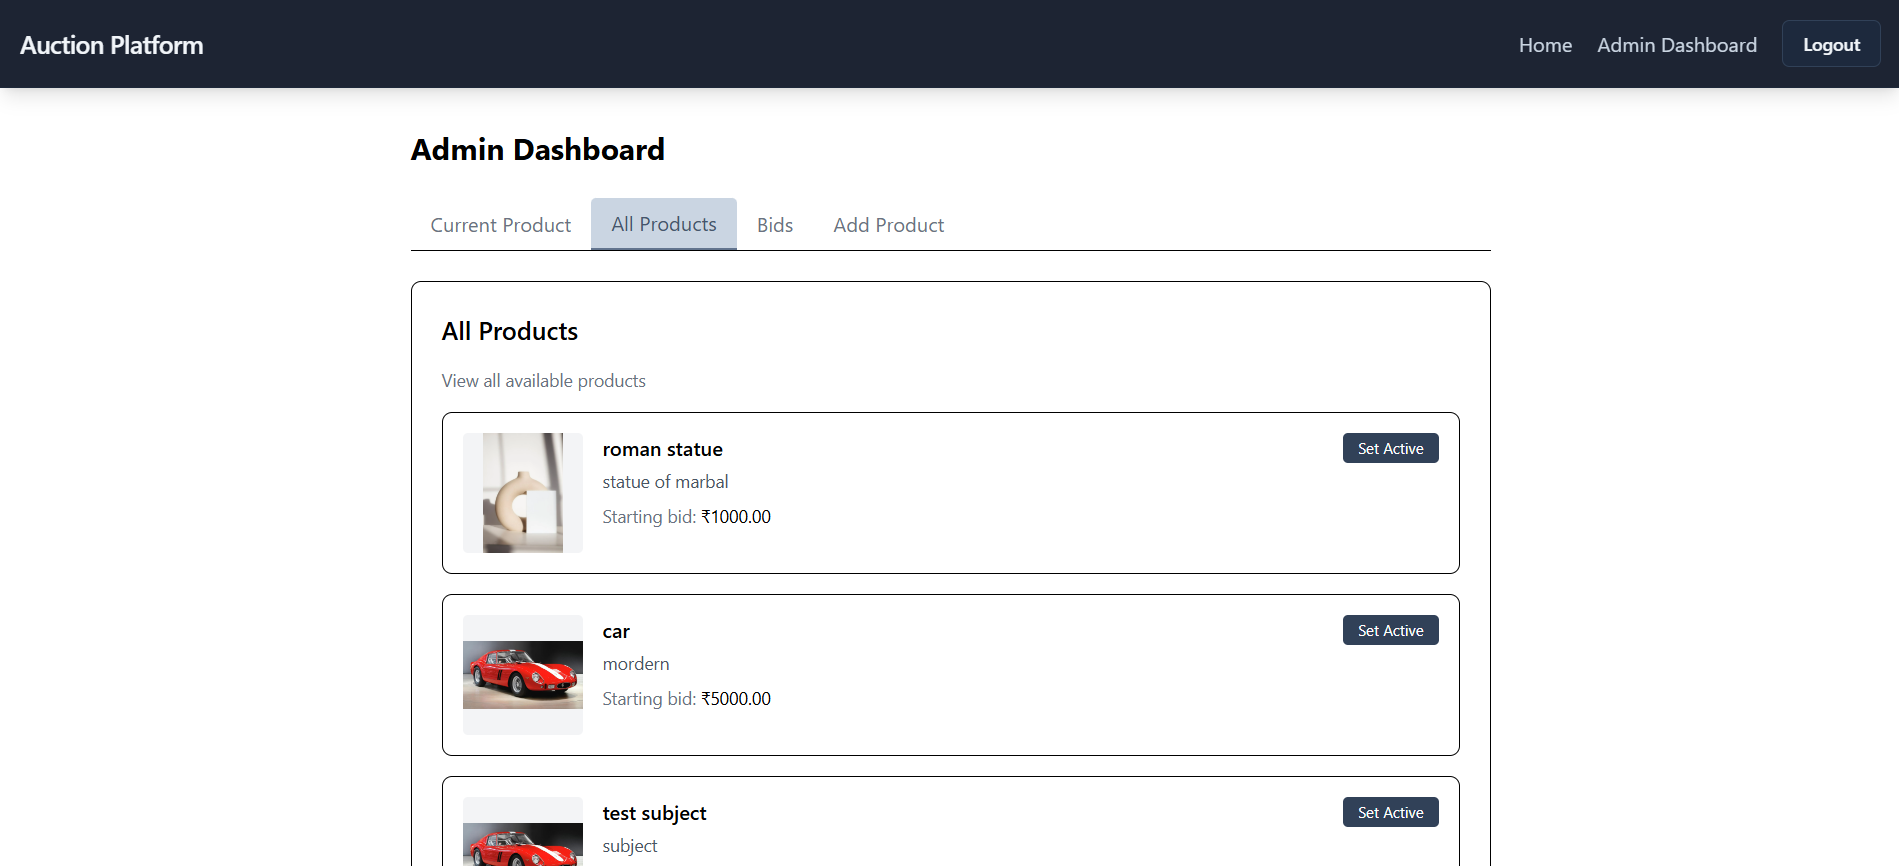 Auction Platform
Home
Admin Dashboard
Logout
Admin Dashboard
Current Product
All Products
Bids
Add Product
All Products
View all available products
roman statue
Set Active
statue of marbal
Starting bid: ₹1000.00
car
Set Active
mordern
Starting bid: ₹5000.00
test subject
Set Active
subject